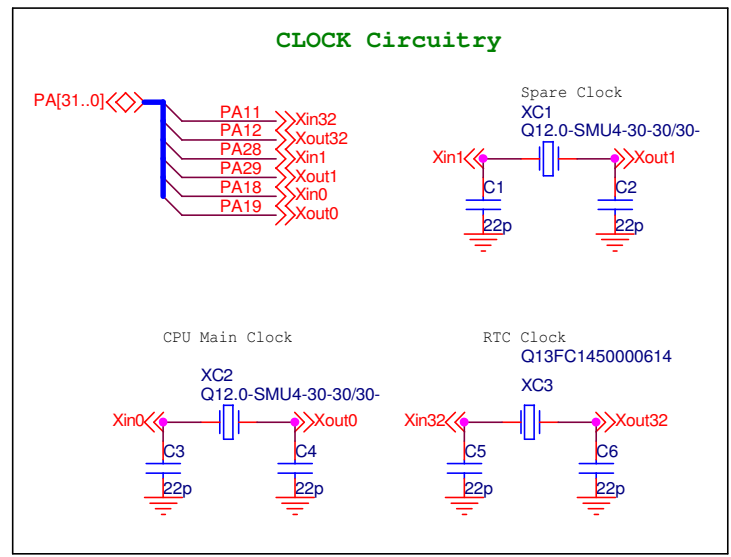 CLOCK Circuitry
PA[31..0]
PA11 Xin32
PA12 Xout32
PA28 Xin1
PA29 Xout1
PA18 Xin0
PA19 Xout0
Spare Clock
XC1
Q12.0-SMU4-30-30/30-
Xin1 Xout1
C1 C2
22p 22p
CPU Main Clock
XC2
Q12.0-SMU4-30-30/30-
Xin0 Xout0
C3 C4
22p 22p
RTC Clock
Q13FC1450000614
XC3
Xin32 Xout32
C5 C6
22p 22p